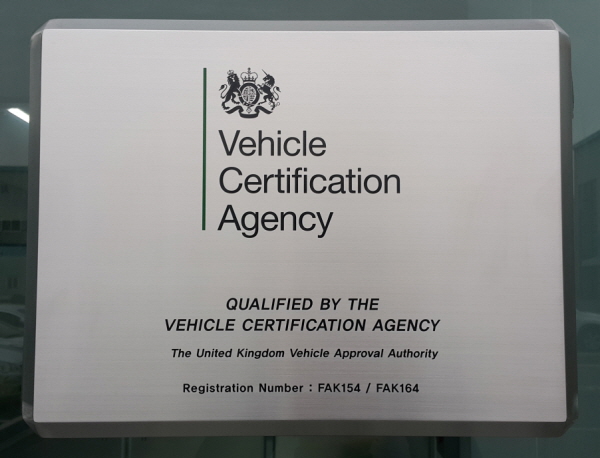 Vehicle
Certification
Agency
QUALIFIED BY THE
VEHICLE CERTIFICATION AGENCY
The United Kingdom Vehicle Approval Authority
Registration Number : FAK154 / FAK164